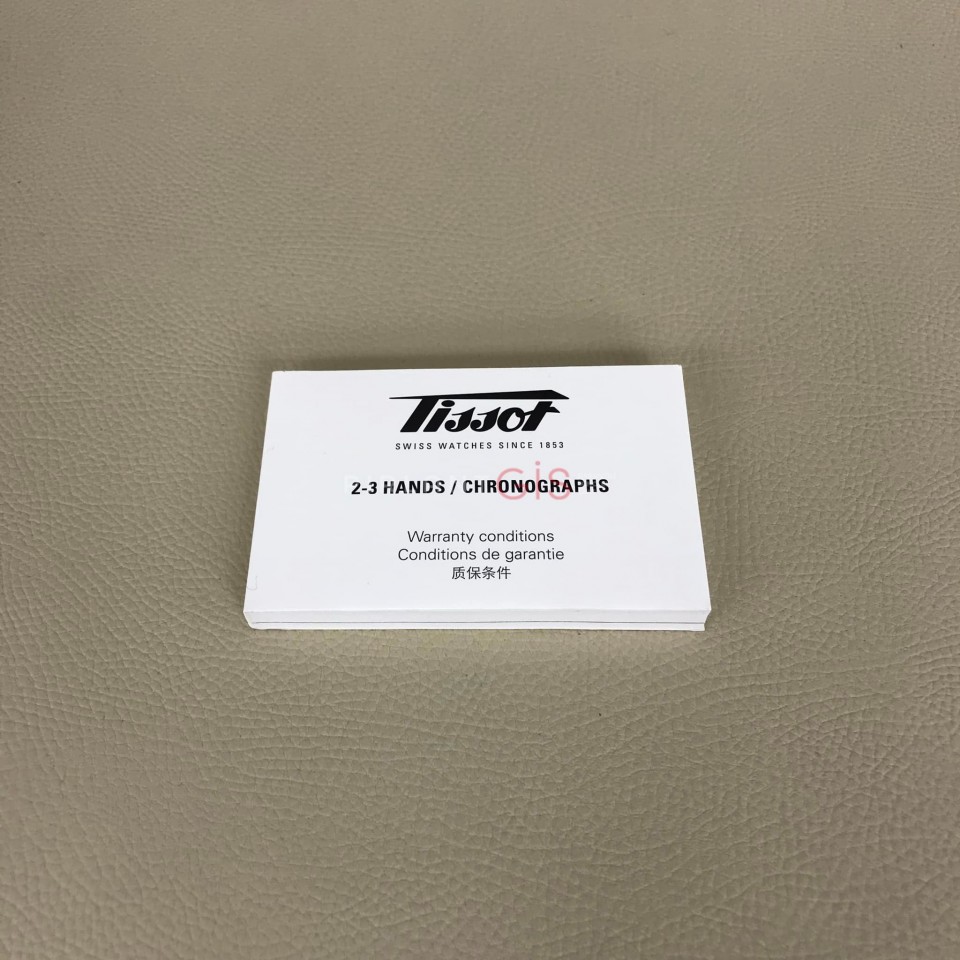 Tissot
SWISS WATCHES SINCE 1853
2-3 HANDS / CHRONOGRAPHS
Warranty conditions
Conditions de garantie
质保条件